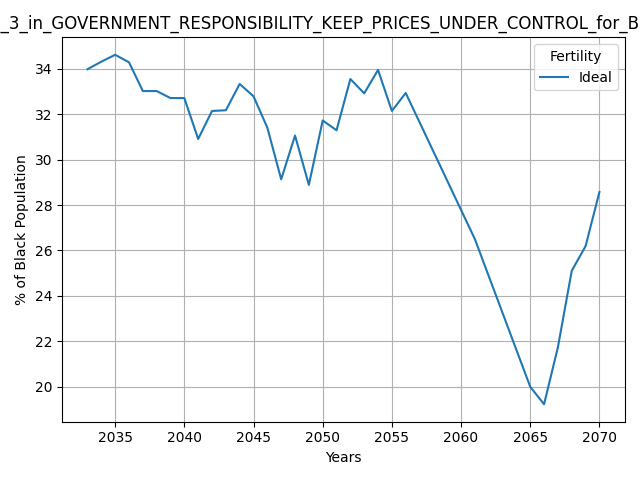 _3_in_GOVERNMENT_RESPONSIBILITY_KEEP_PRICES_UNDER_CONTROL_for_B
Fertility
Ideal
% of Black Population
34
32
30
28
26
24
22
20
2035 2040 2045 2050 2055 2060 2065 2070
Years